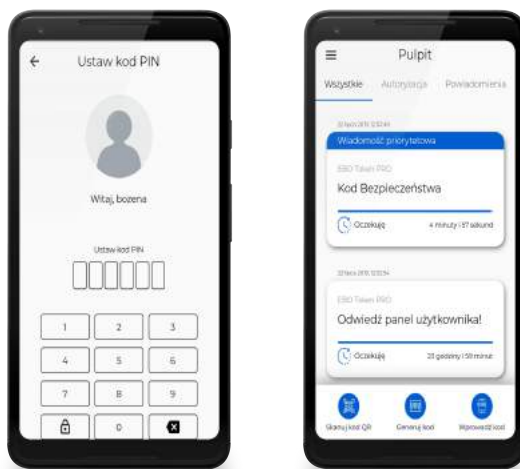 Ustaw kod PIN
Witaj, bozena
Ustaw kod PIN
1 2 3
4 5 6
7 8 9
0
Pulpit
Wszystkie Autoryzacja Powiadomienia
Wiadomość priorytetowa
EBO Token PRO
Kod Bezpieczeństwa
Oczekuję 4 minuty i 57 sekund
EBO Token PRO
Odwiedź panel użytkownika!
Oczekuję 23 godziny i 59 minut
Skanuj kod QR Generuj kod Wprowadź kod